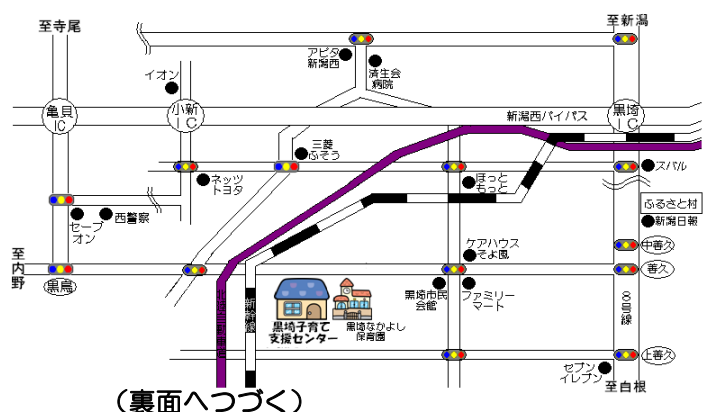 至寺尾
至新潟
アピタ
新潟西
済生会
病院
イオン
亀貝
IC
小新
IC
新潟西バイパス
黒埼
IC
三菱
ふそう
ネッツ
トヨタ
ほっと
もっと
スバル
ふるさと村
新潟日報
セーブ
オン
西警察
至
内
野
ケアハウス
そよ風
中善久
善久
黒鳥
新幹線
黒埼市民
会館
ファミリー
マート
8号線
黒埼子育て
支援センター
黒埼なかよし
保育園
上善久
セブン
イレブン
至白根
(裏面へつづく)